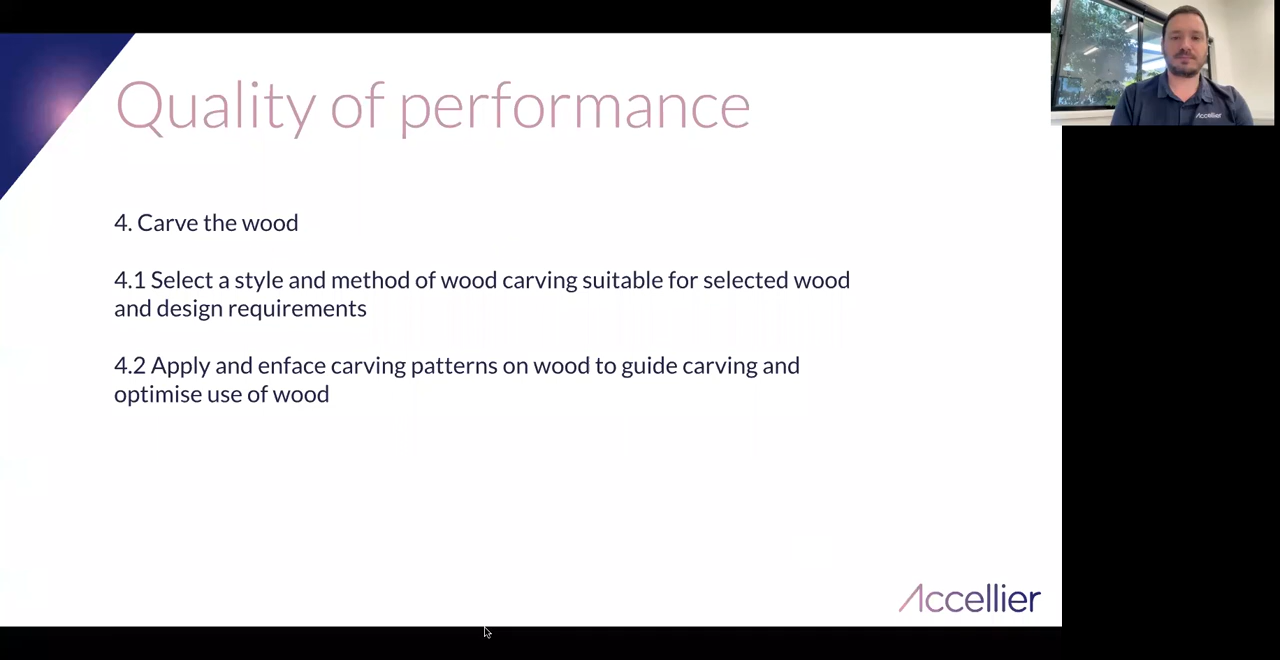 Quality of performance
4. Carve the wood
4.1 Select a style and method of wood carving suitable for selected wood
and design requirements
4.2 Apply and enface carving patterns on wood to guide carving and
optimise use of wood
Accellier
Accellier